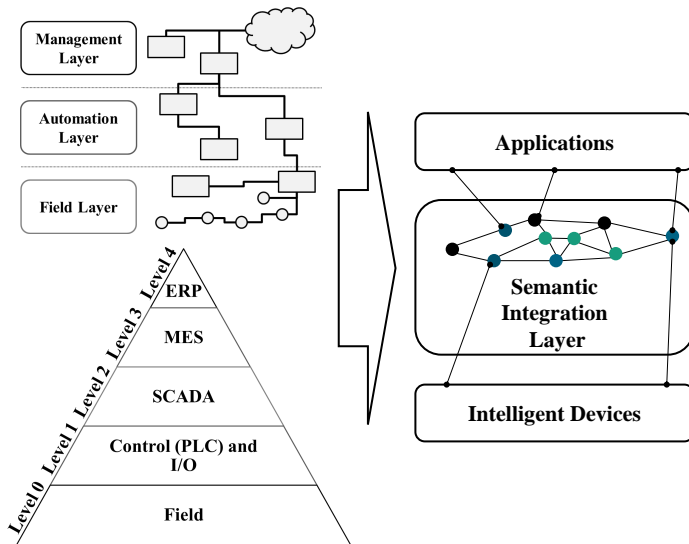 Management
Layer
Automation
Layer
Field Layer
Level 4
Level 3
Level 2
Level 1
Level 0
ERP
MES
SCADA
Control (PLC) and
I/O
Field
Applications
Semantic
Integration
Layer
Intelligent Devices